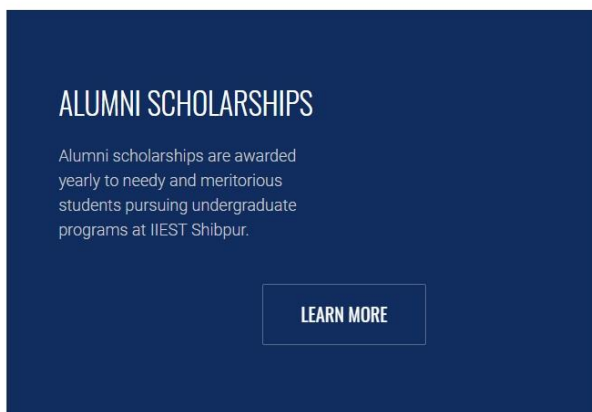 ALUMNI SCHOLARSHIPS
Alumni scholarships are awarded
yearly to needy and meritorious
students pursuing undergraduate
programs at IIEST Shibpur.
LEARN MORE